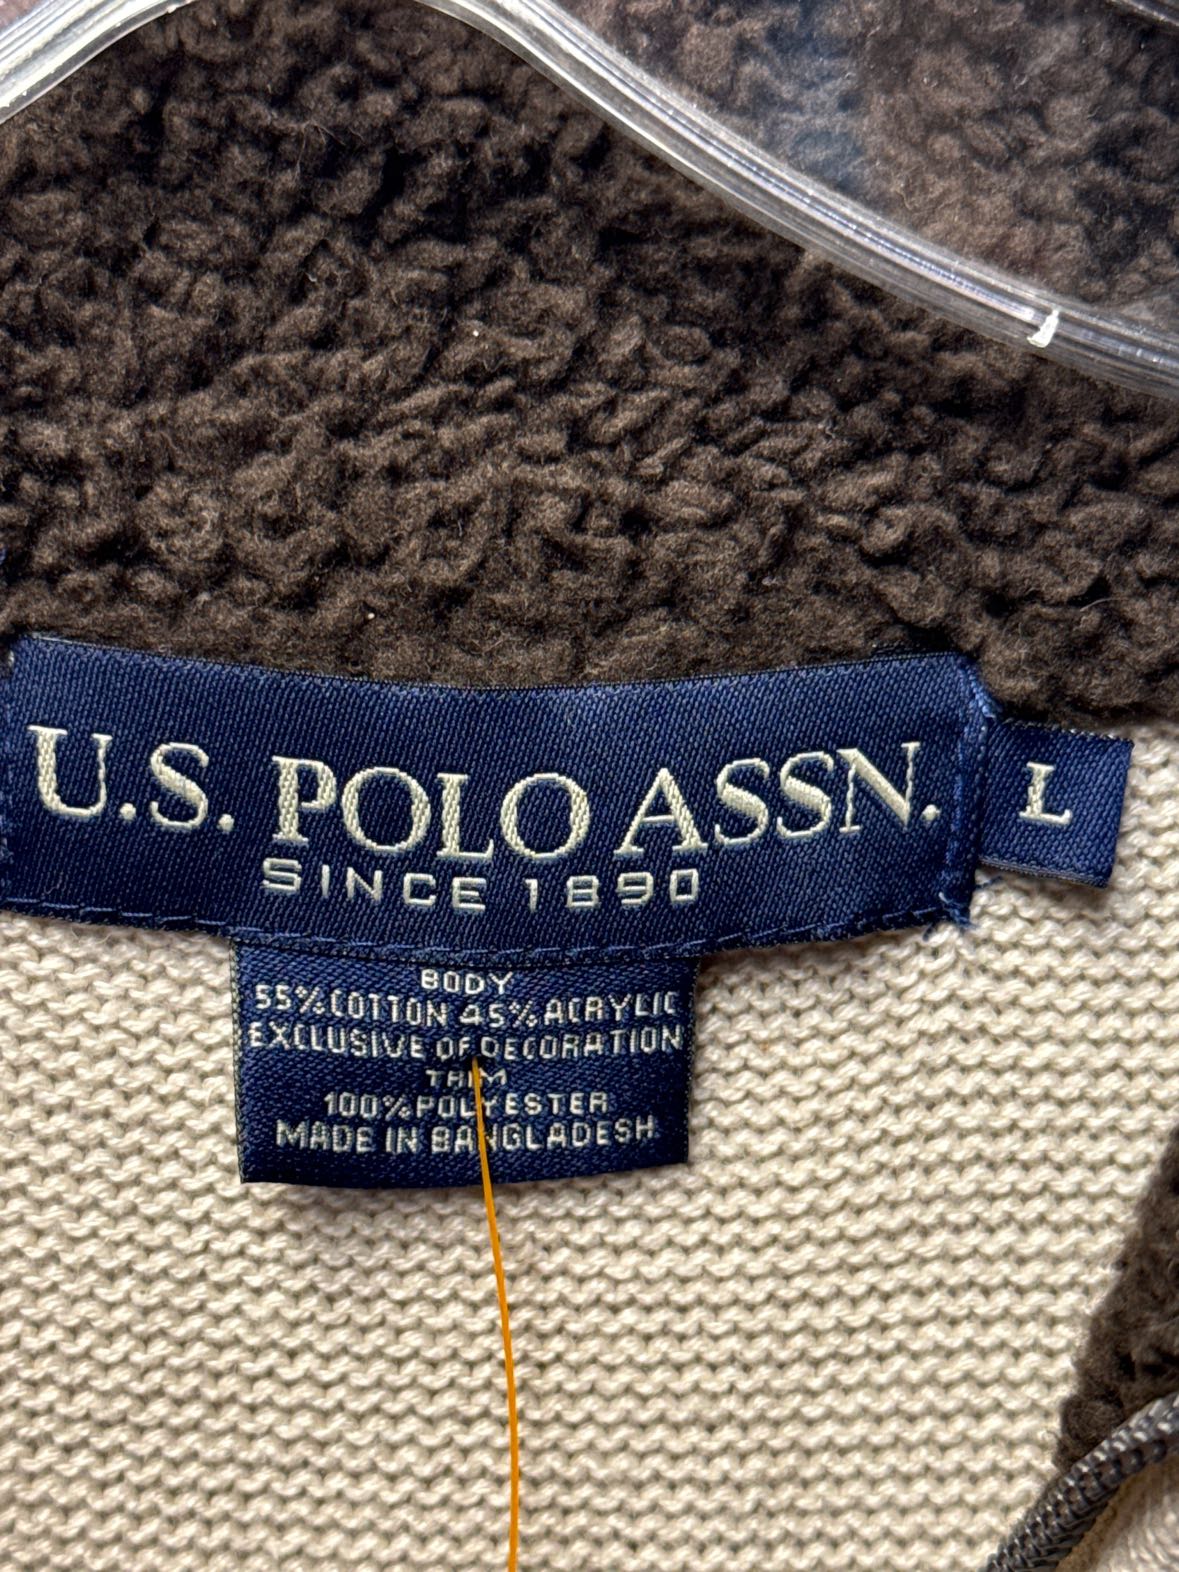 U.S. POLO ASSN.
SINCE 1890
L
BODY
55%COTTON 45%ACRYLIC
EXCLUSIVE OF DECORATION
TRIM
100%POLYESTER
MADE IN BANGLADESH